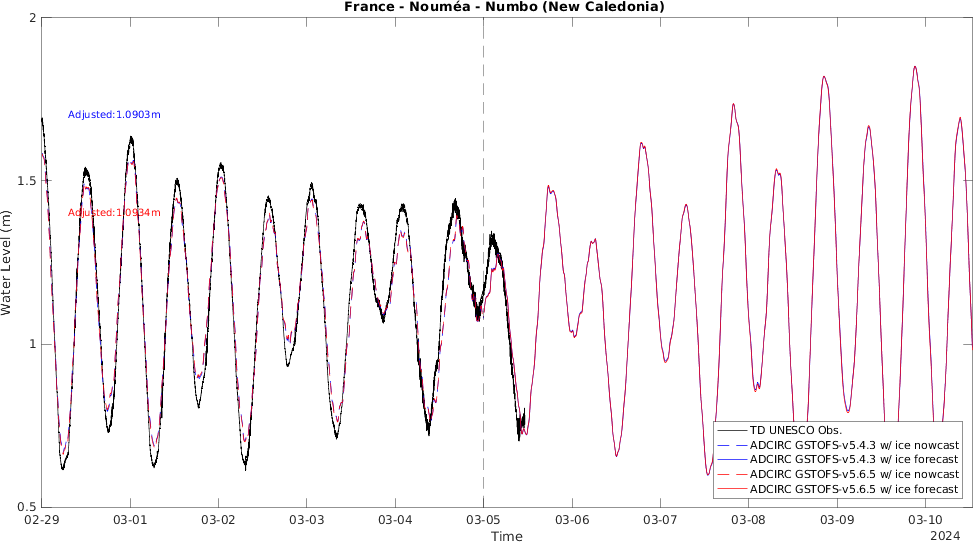 France - Nouméa - Numbo (New Caledonia)
2
1.5
1
0.5
Water Level (m)
Adjusted:1.0903m
Adjusted:1.0934m
TD UNESCO Obs.
ADCIRC GSTOFS-v5.4.3 w/ ice nowcast
ADCIRC GSTOFS-v5.4.3 w/ ice forecast
ADCIRC GSTOFS-v5.6.5 w/ ice nowcast
ADCIRC GSTOFS-v5.6.5 w/ ice forecast
02-29 03-01 03-02 03-03 03-04 03-05 03-06 03-07 03-08 03-09 03-10
Time
2024